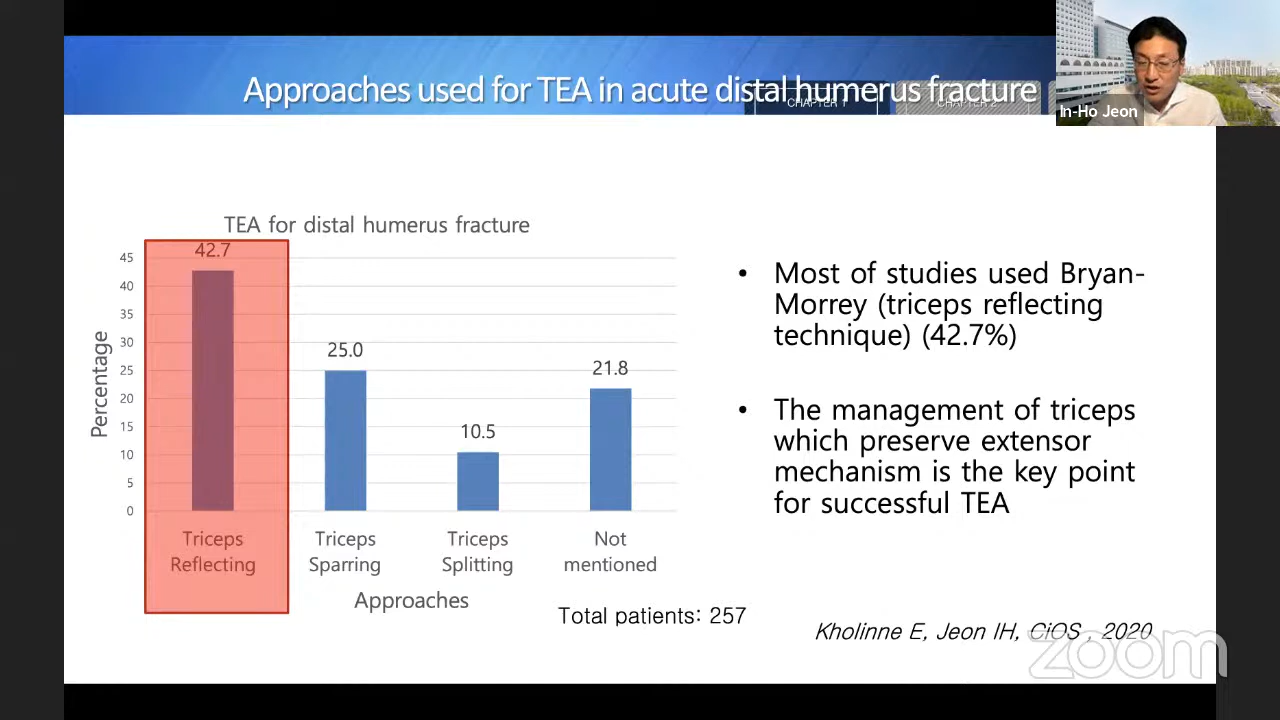 Approaches used for TEA in acute distal humerus fracture
CHAPTER 1
CHAPTER 2
In-Ho Jeon
TEA for distal humerus fracture
Percentage
45
40
35
30
25
20
15
10
5
0
42.7
25.0
10.5
21.8
Triceps
Reflecting
Triceps
Sparring
Triceps
Splitting
Not
mentioned
Approaches
Total patients: 257
• Most of studies used Bryan-
Morrey (triceps reflecting
technique) (42.7%)
• The management of triceps
which preserve extensor
mechanism is the key point
for successful TEA
Kholinne E, Jeon IH, CiOS , 2020
zoom